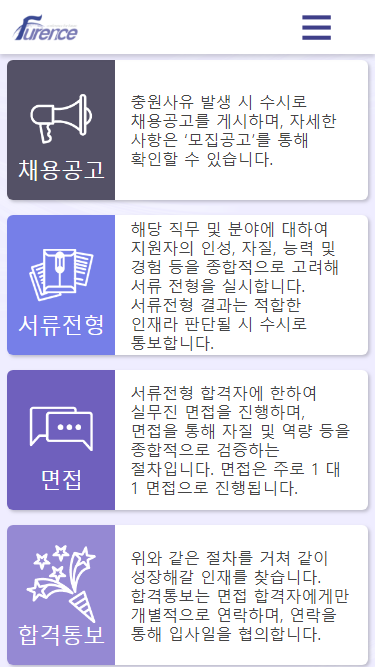 Furence
충원사유 발생 시 수시로
채용공고를 게시하며, 자세한
사항은 ‘모집공고’를 통해
확인할 수 있습니다.
채용공고
해당 직무 및 분야에 대하여
지원자의 인성, 자질, 능력 및
경험 등을 종합적으로 고려해
서류 전형을 실시합니다.
서류전형 결과는 적합한
인재라 판단될 시 수시로
통보합니다.
서류전형
서류전형 합격자에 한하여
실무진 면접을 진행하며,
면접을 통해 자질 및 역량 등을
종합적으로 검증하는
절차입니다. 면접은 주로 1 대
1 면접으로 진행됩니다.
면접
위와 같은 절차를 거쳐 같이
성장해갈 인재를 찾습니다.
합격통보는 면접 합격자에게만
개별적으로 연락하며, 연락을
통해 입사일을 협의합니다.
합격통보